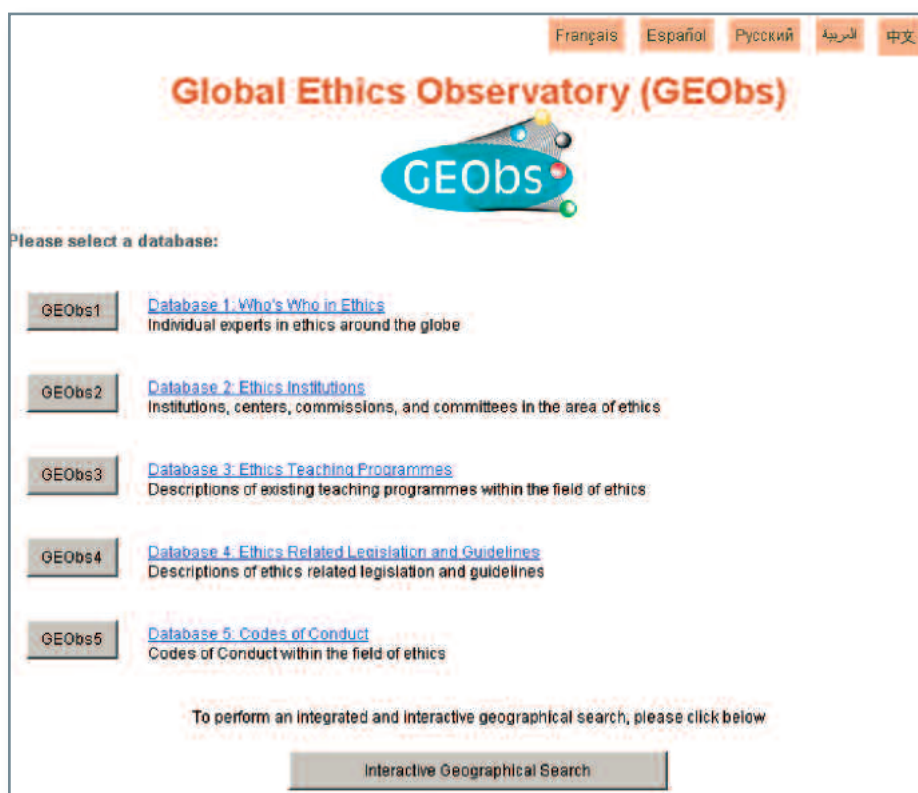 Français Español Русский العربية 中文
Global Ethics Observatory (GEObs)
GEObs
Please select a database:
GEObs1 Database 1: Who's Who in Ethics
Individual experts in ethics around the globe
GEObs2 Database 2: Ethics Institutions
Institutions, centers, commissions, and committees in the area of ethics
GEObs3 Database 3: Ethics Teaching Programmes
Descriptions of existing teaching programmes within the field of ethics
GEObs4 Database 4: Ethics Related Legislation and Guidelines
Descriptions of ethics related legislation and guidelines
GEObs5 Database 5: Codes of Conduct
Codes of Conduct within the field of ethics
To perform an integrated and interactive geographical search, please click below
Interactive Geographical Search